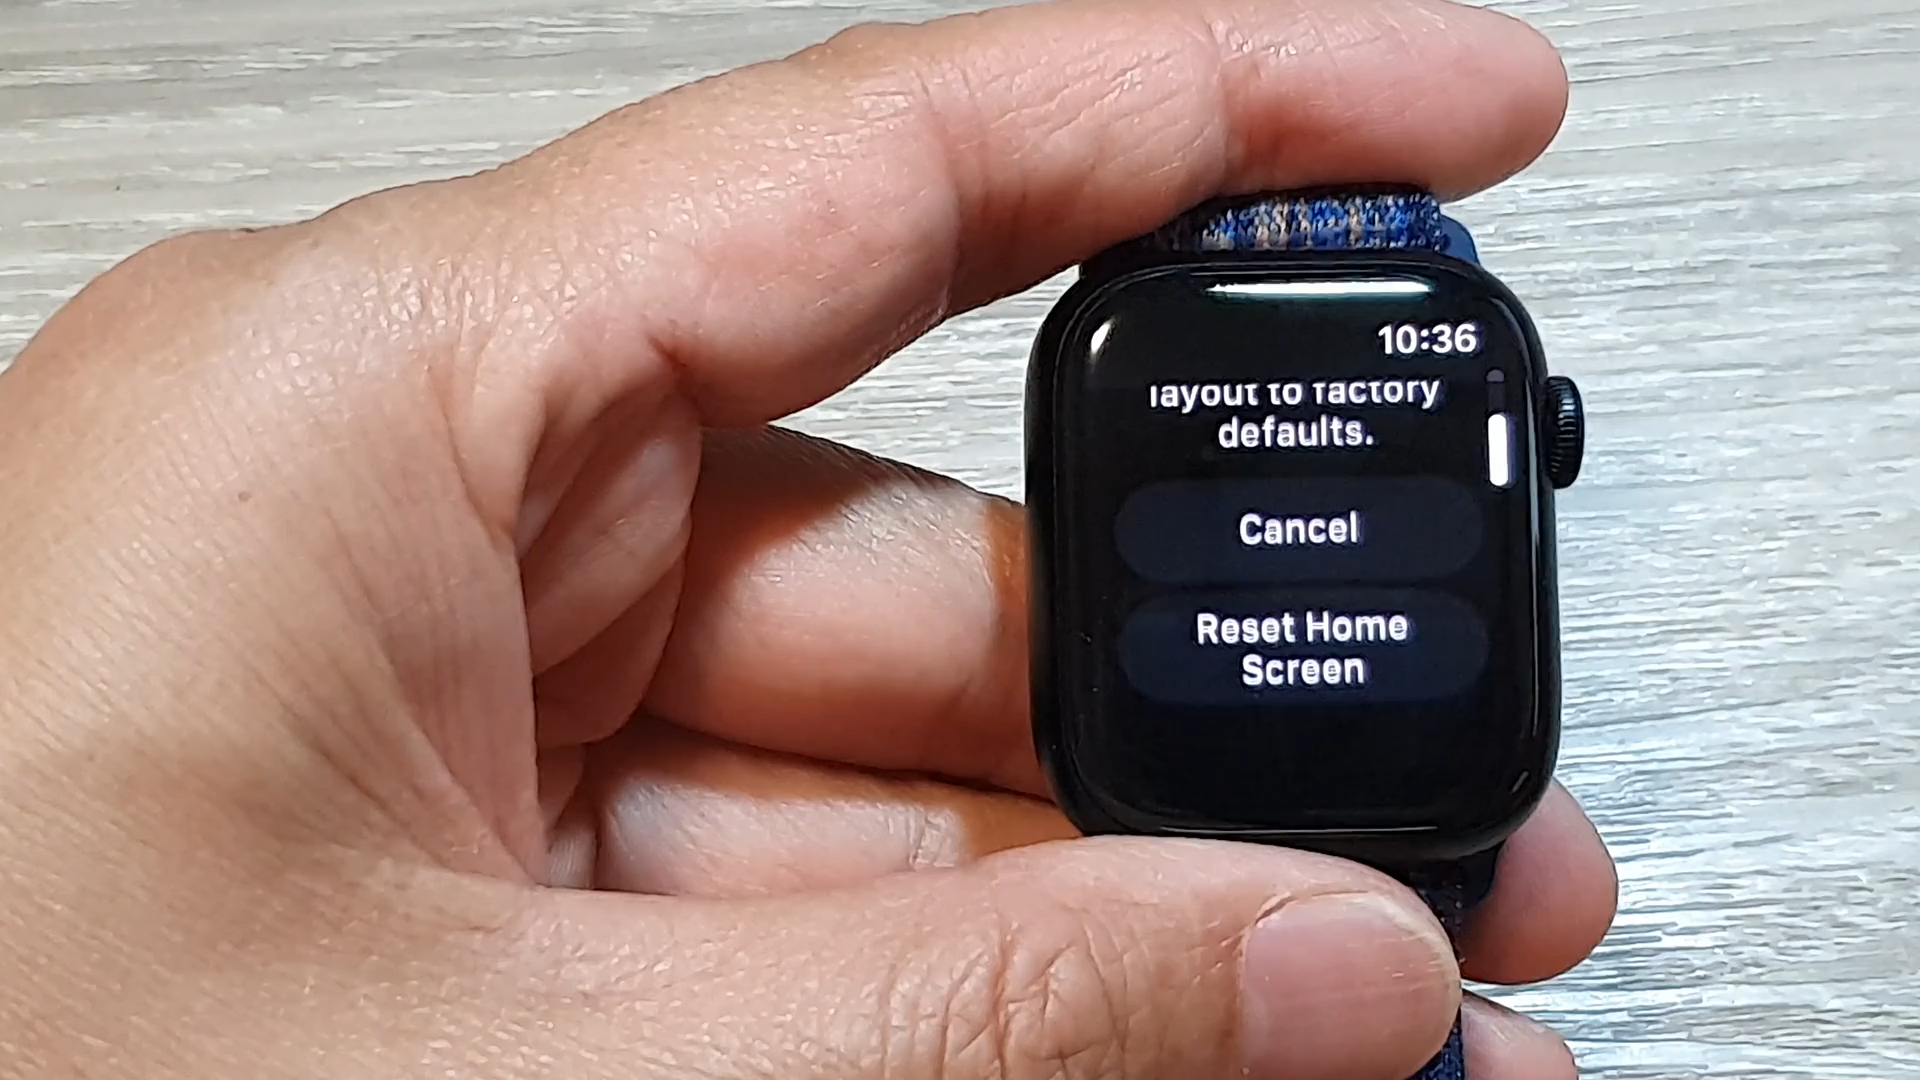 10:36
layout to factory
defaults.
Cancel
Reset Home
Screen